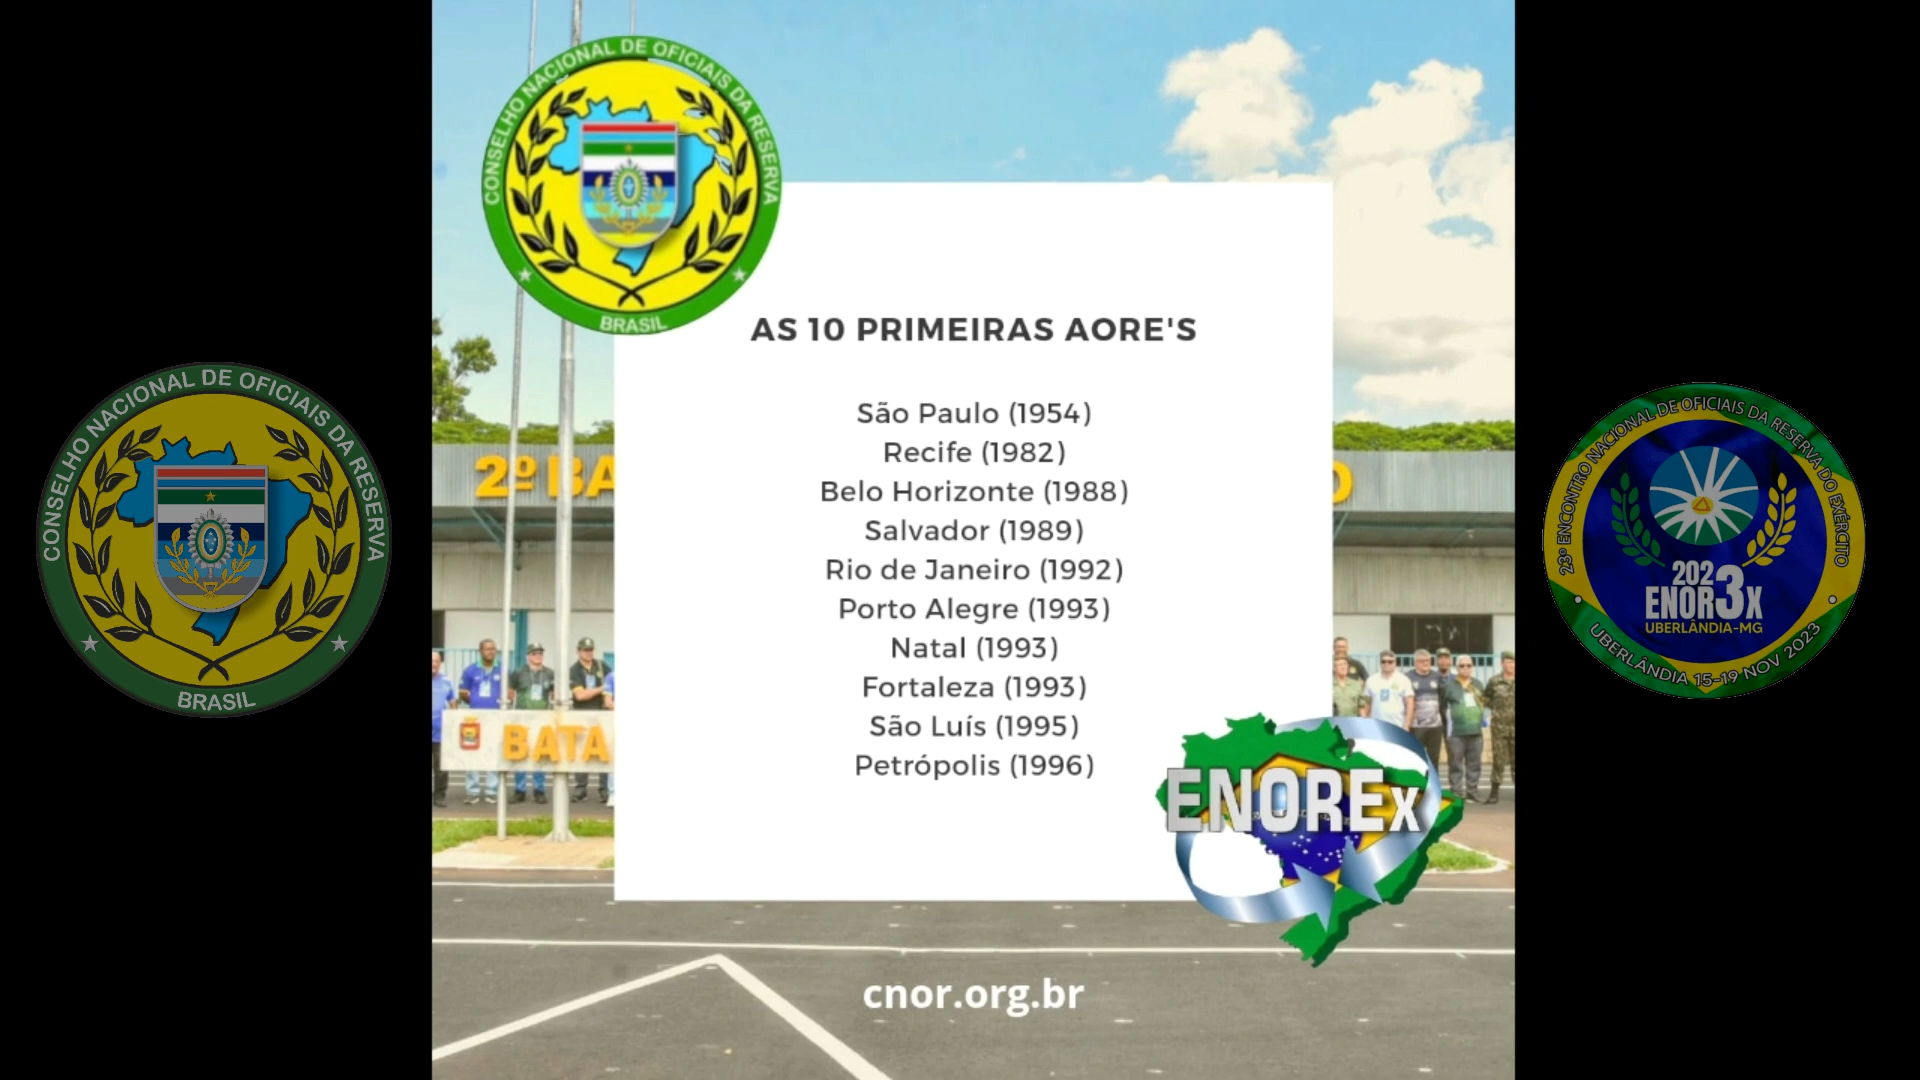 CONSELHO NACIONAL DE OFICIAIS DA RESERVA
BRASIL
AS 10 PRIMEIRAS AORE'S
São Paulo (1954)
Recife (1982)
Belo Horizonte (1988)
Salvador (1989)
Rio de Janeiro (1992)
Porto Alegre (1993)
Natal (1993)
Fortaleza (1993)
São Luís (1995)
Petrópolis (1996)
2º BA
O
BATA
ENOREx
cnor.org.br
CONSELHO NACIONAL DE OFICIAIS DA RESERVA
BRASIL
23º ENCONTRO NACIONAL DE OFICIAIS DA RESERVA DO EXÉRCITO
2023
ENOR3x
UBERLÂNDIA-MG
UBERLÂNDIA 15-19 NOV 2023